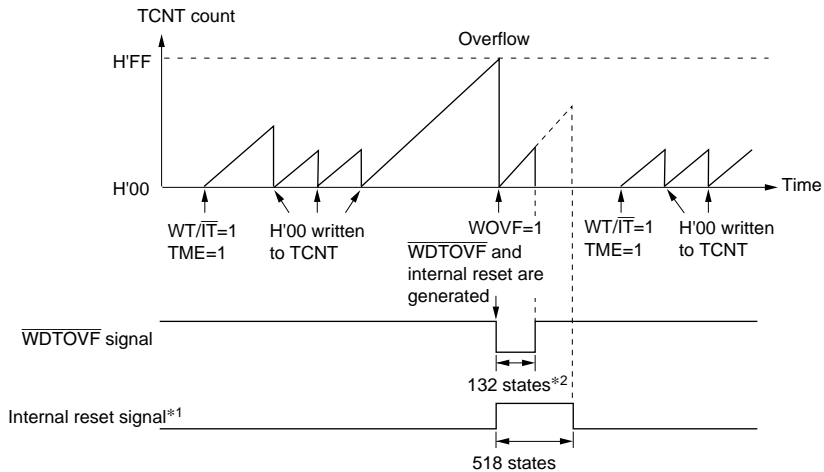 TCNT count
Overflow
H'FF
H'00
Time
WT/IT=1
TME=1
H'00 written
to TCNT
WOVF=1
WDTOVF and
internal reset are
generated
WT/IT=1
TME=1
H'00 written
to TCNT
WDTOVF signal
132 states*2
Internal reset signal*1
518 states